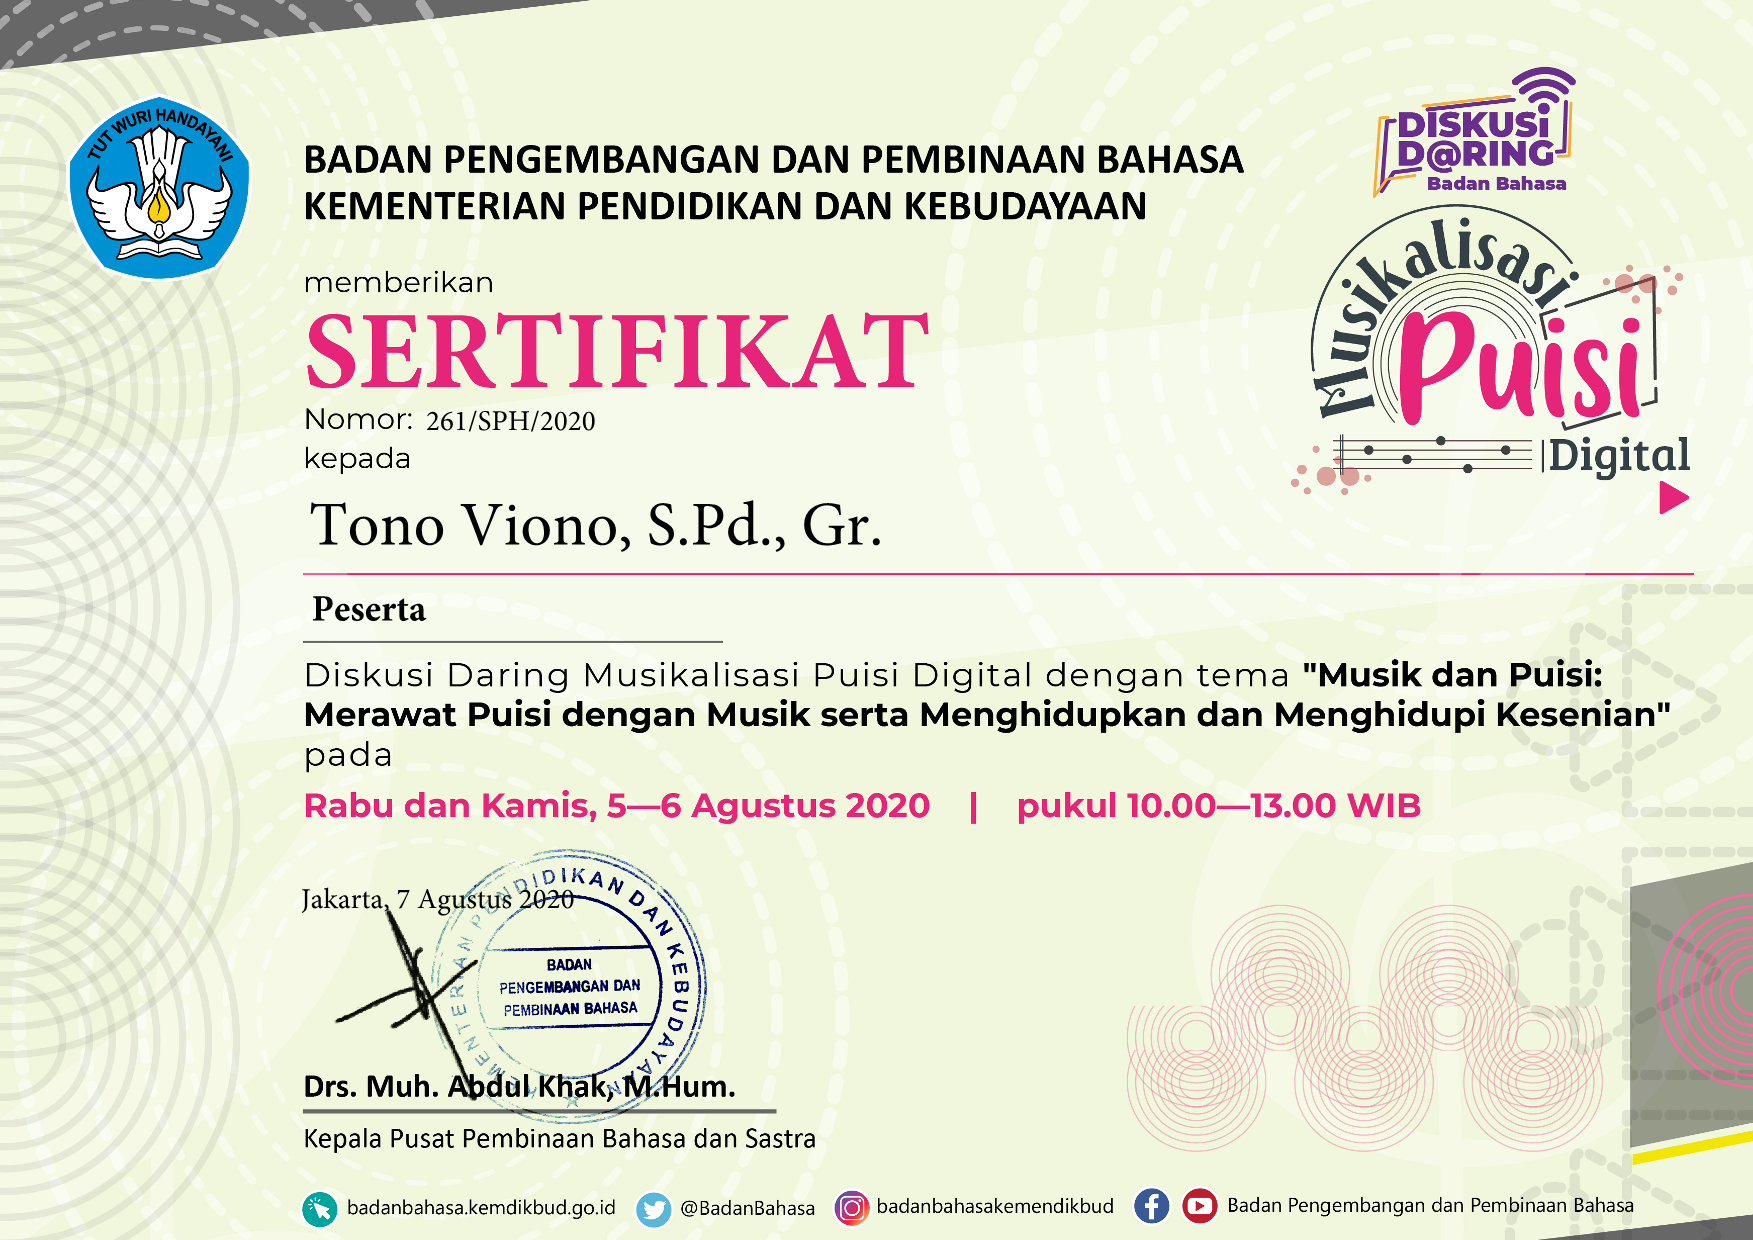 TUT WURI HANDAYANI
BADAN PENGEMBANGAN DAN PEMBINAAN BAHASA
KEMENTERIAN PENDIDIKAN DAN KEBUDAYAAN
DISKUSi
D@RING
Badan Bahasa
Musikalisasi
Puisi
|Digital
memberikan
SERTIFIKAT
Nomor: 261/SPH/2020
kepada
Tono Viono, S.Pd., Gr.
Peserta
Diskusi Daring Musikalisasi Puisi Digital dengan tema "Musik dan Puisi:
Merawat Puisi dengan Musik serta Menghidupkan dan Menghidupi Kesenian"
pada
Rabu dan Kamis, 5—6 Agustus 2020 | pukul 10.00—13.00 WIB
Jakarta, 7 Agustus 2020
KEMENTERIAN PENDIDIKAN DAN KEBUDAYAAN
BADAN
PENGEMBANGAN DAN
PEMBINAAN BAHASA
Drs. Muh. Abdul Khak, M.Hum.
Kepala Pusat Pembinaan Bahasa dan Sastra
badanbahasa.kemdikbud.go.id @BadanBahasa badanbahasakemendikbud Badan Pengembangan dan Pembinaan Bahasa